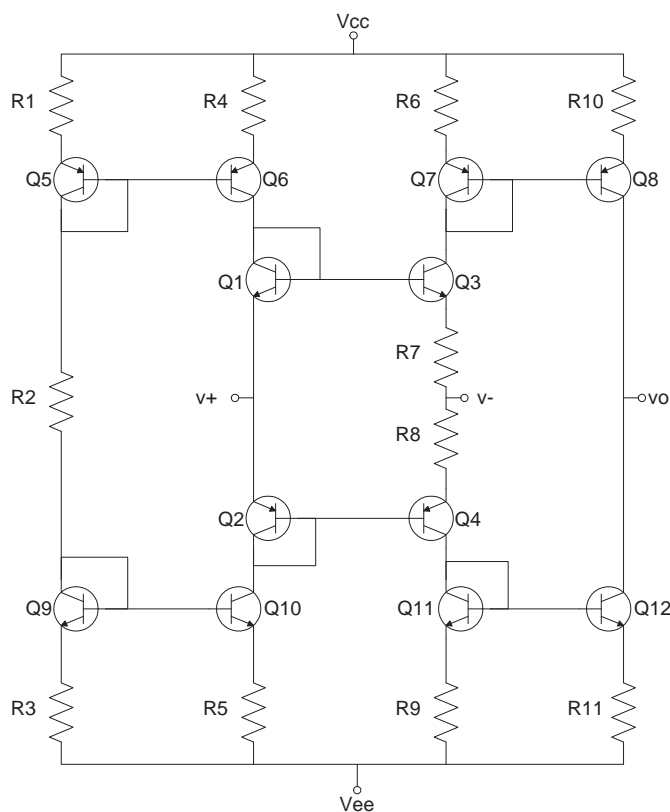 Vcc
R1 R4 R6 R10
Q5 Q6 Q7 Q8
Q1 Q3
R7
R2 v+ v- vo
R8
Q2 Q4
Q9 Q10 Q11 Q12
R3 R5 R9 R11
Vee